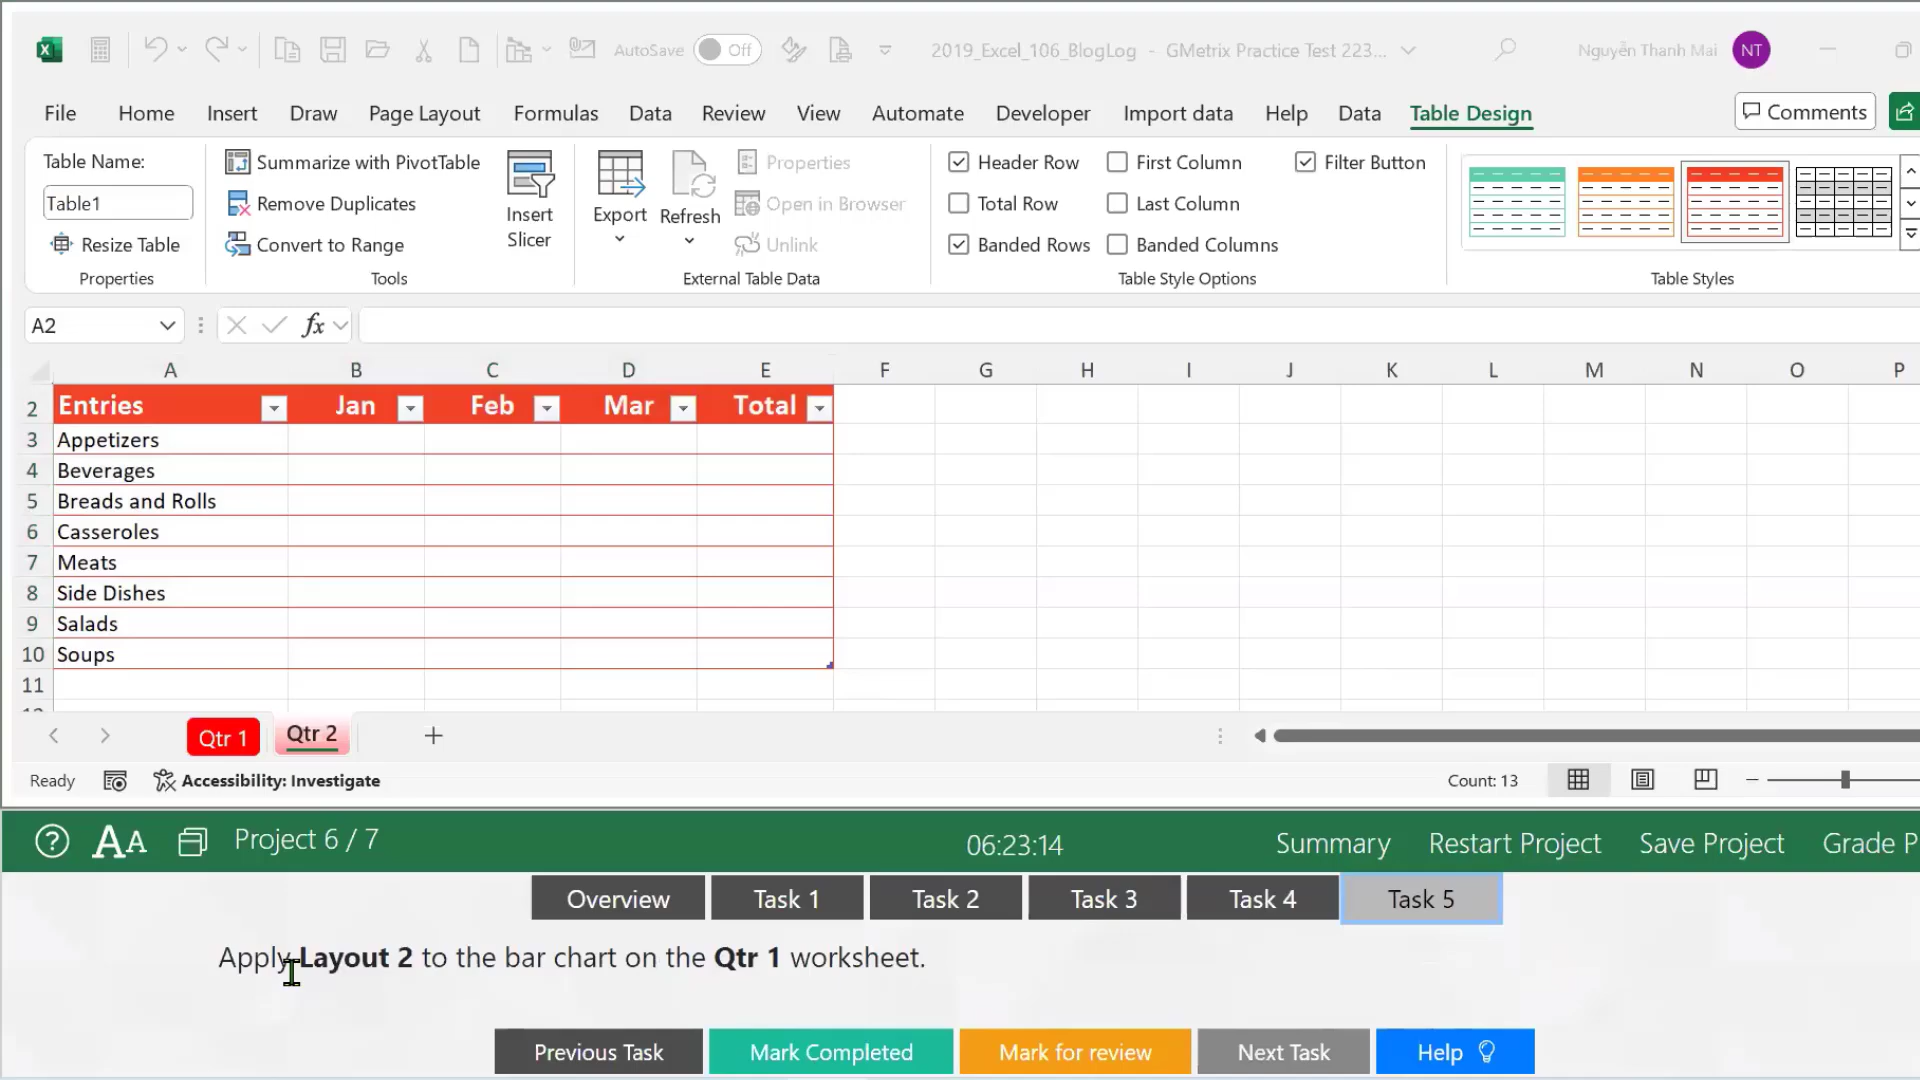 AutoSave Off 2019_Excel_106_BlogLog - GMetrix Practice Test 223... Nguyễn Thanh Mai NT
File Home Insert Draw Page Layout Formulas Data Review View Automate Developer Import data Help Data Table Design Comments
Table Name: Summarize with PivotTable Properties Header Row First Column Filter Button
Table1 Remove Duplicates Insert Slicer Export Refresh Open in Browser Total Row Last Column
Resize Table Convert to Range Unlink Banded Rows Banded Columns
Properties Tools External Table Data Table Style Options Table Styles
A2 fx
A B C D E F G H I J K L M N O P
2 Entries Jan Feb Mar Total
3 Appetizers
4 Beverages
5 Breads and Rolls
6 Casseroles
7 Meats
8 Side Dishes
9 Salads
10 Soups
11
Qtr 1 Qtr 2
Ready Accessibility: Investigate Count: 13
Project 6 / 7 06:23:14 Summary Restart Project Save Project Grade P
Overview Task 1 Task 2 Task 3 Task 4 Task 5
Apply Layout 2 to the bar chart on the Qtr 1 worksheet.
Previous Task Mark Completed Mark for review Next Task Help